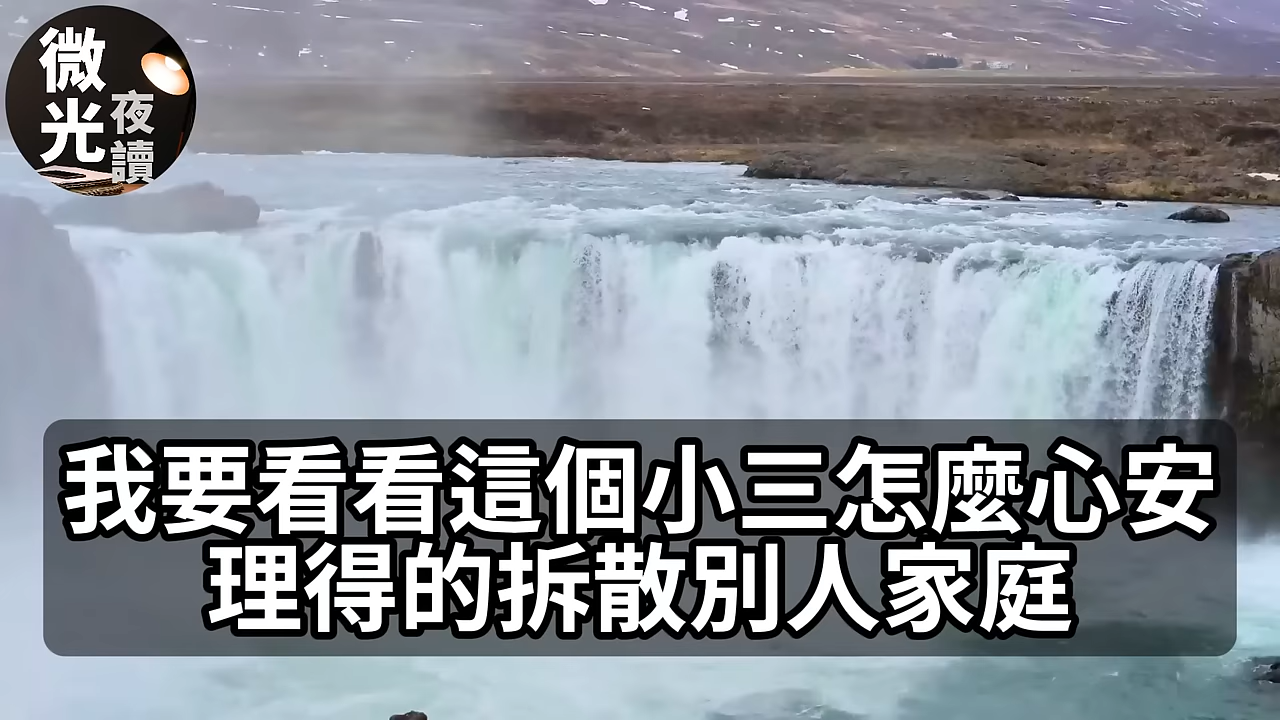 微光
夜讀
我要看看這個小三怎麼心安
理得的拆散別人家庭